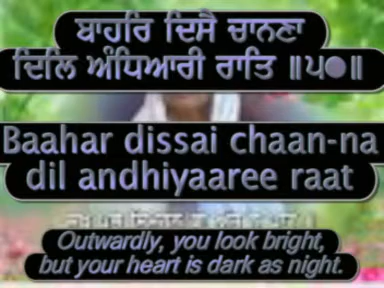 ਬਾਹਰਿ ਦਿਸੈ ਚਾਨਣਾ
ਦਿਲਿ ਅੰਧਿਆਰੀ ਰਾਤਿ ॥੫੦॥
Baahar dissai chaan-na
dil andhiyaaree raat
Outwardly, you look bright,
but your heart is dark as night.